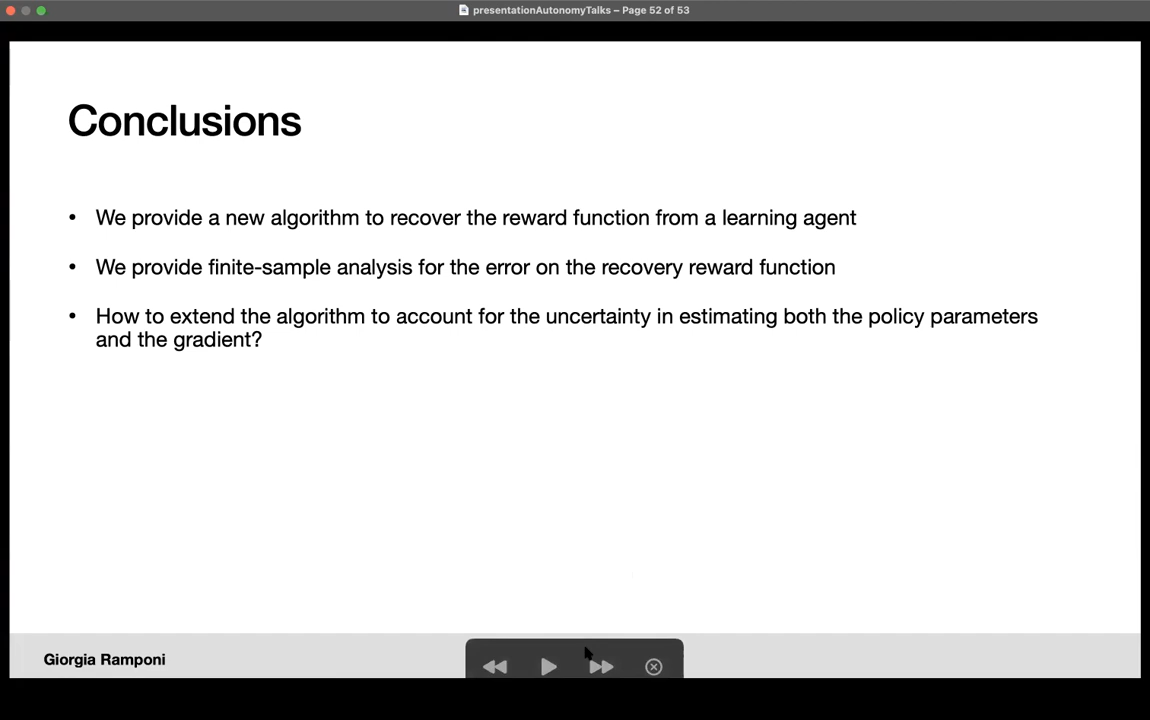 presentationAutonomyTalks – Page 52 of 53
Conclusions
• We provide a new algorithm to recover the reward function from a learning agent
• We provide finite-sample analysis for the error on the recovery reward function
• How to extend the algorithm to account for the uncertainty in estimating both the policy parameters
and the gradient?
Giorgia Ramponi